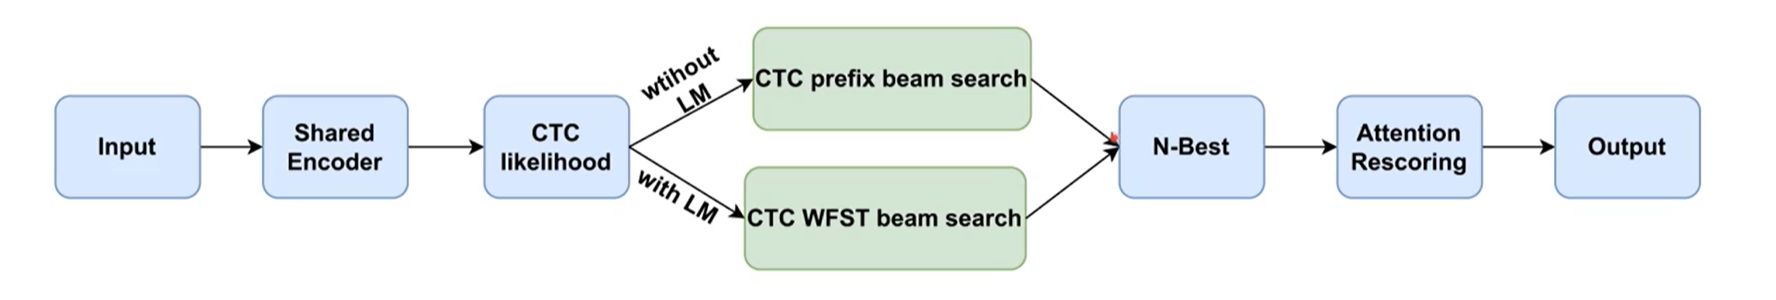 Input
Shared
Encoder
CTC
likelihood
wtihout
LM
with LM
CTC prefix beam search
CTC WFST beam search
N-Best
Attention
Rescoring
Output